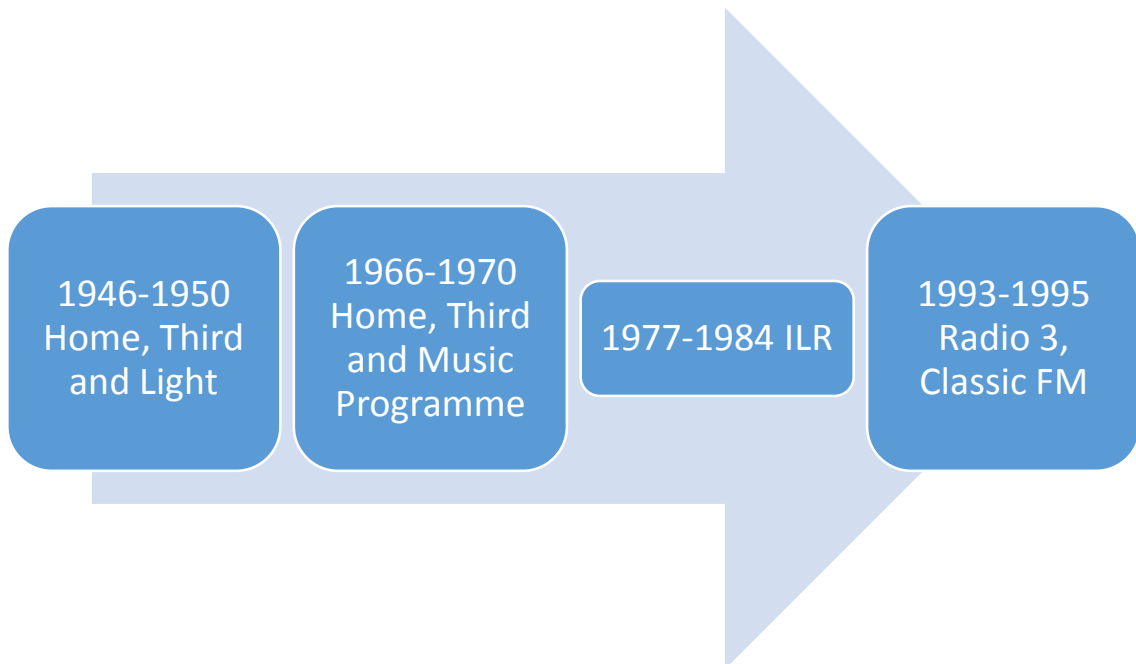 1946-1950
Home, Third
and Light
1966-1970
Home, Third
and Music
Programme
1977-1984 ILR
1993-1995
Radio 3,
Classic FM